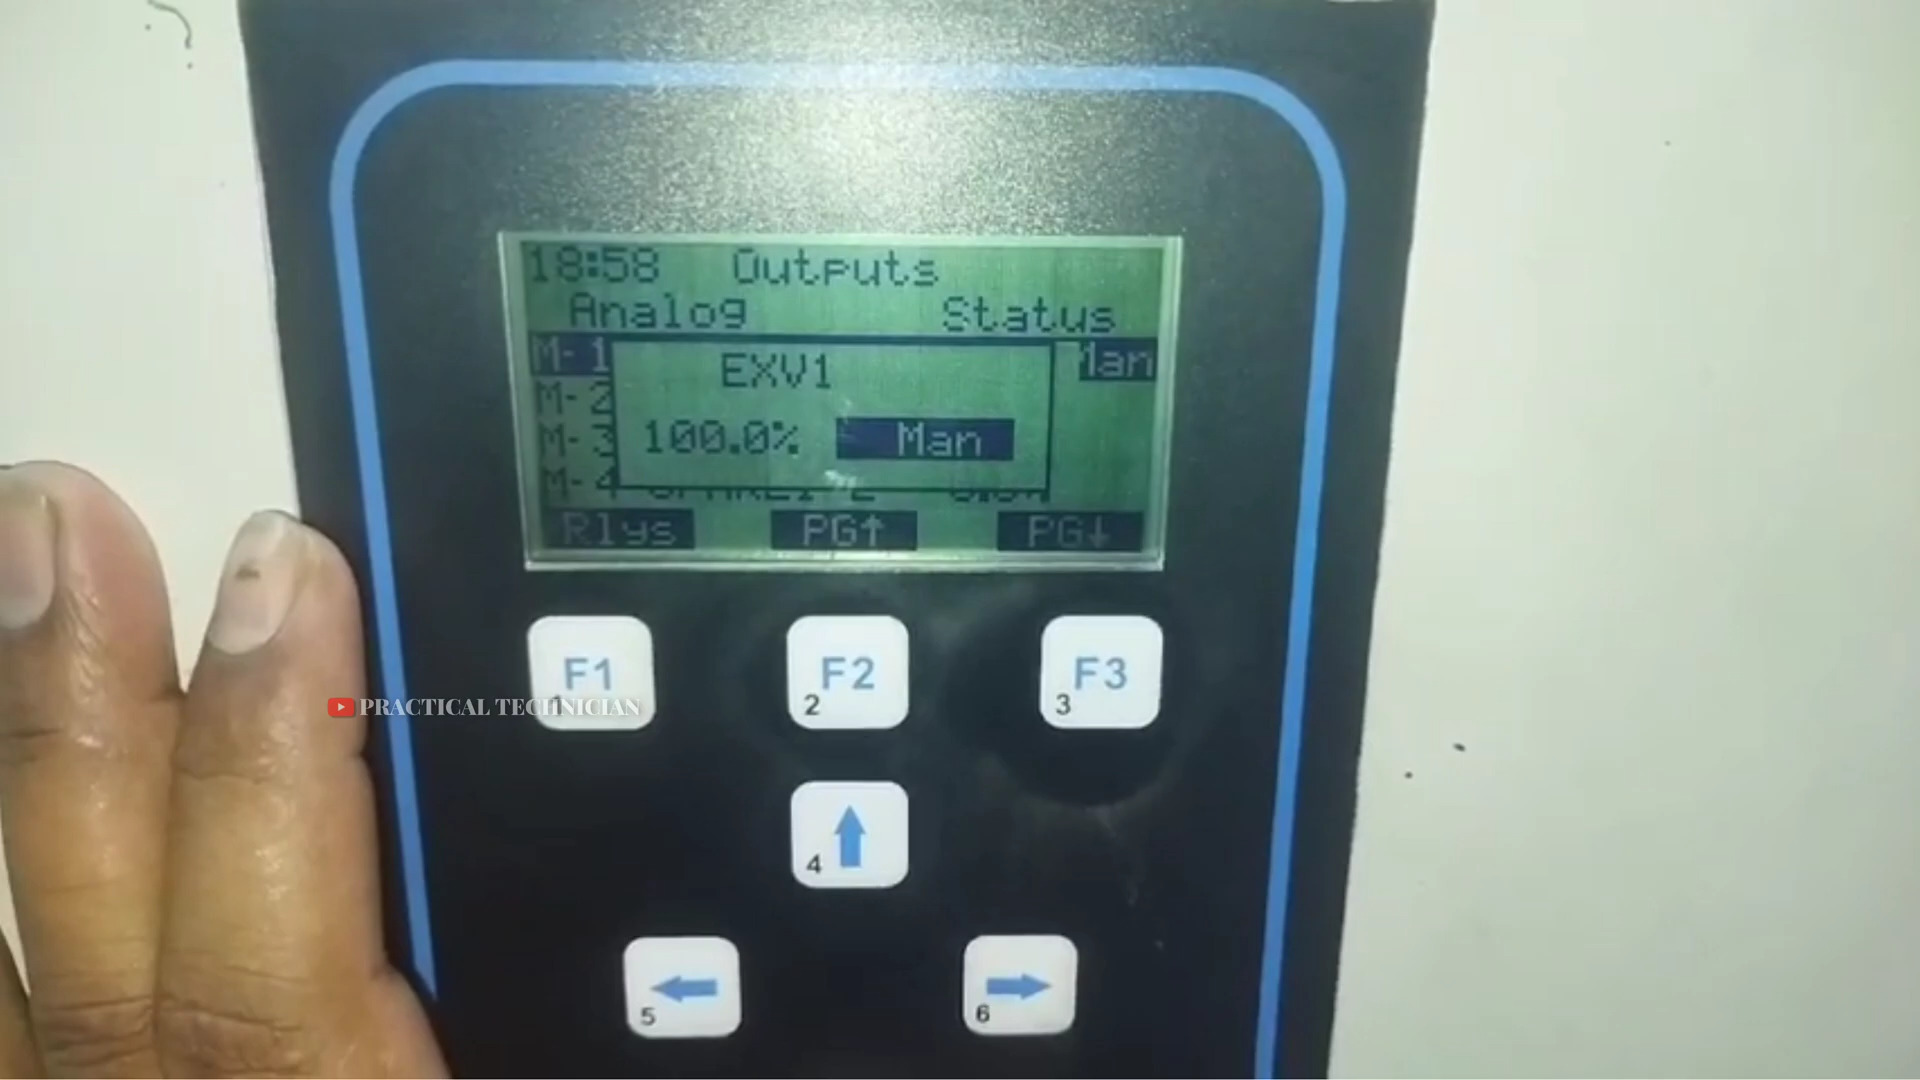 18:58 Outputs
Analog Status
M-1 Man
EXV1
M-2
M-3 100.0% Man
M-4
Rlys PG↑ PG↓
F1 1
F2 2
F3 3
PRACTICAL TECHNICIAN
4
5
6